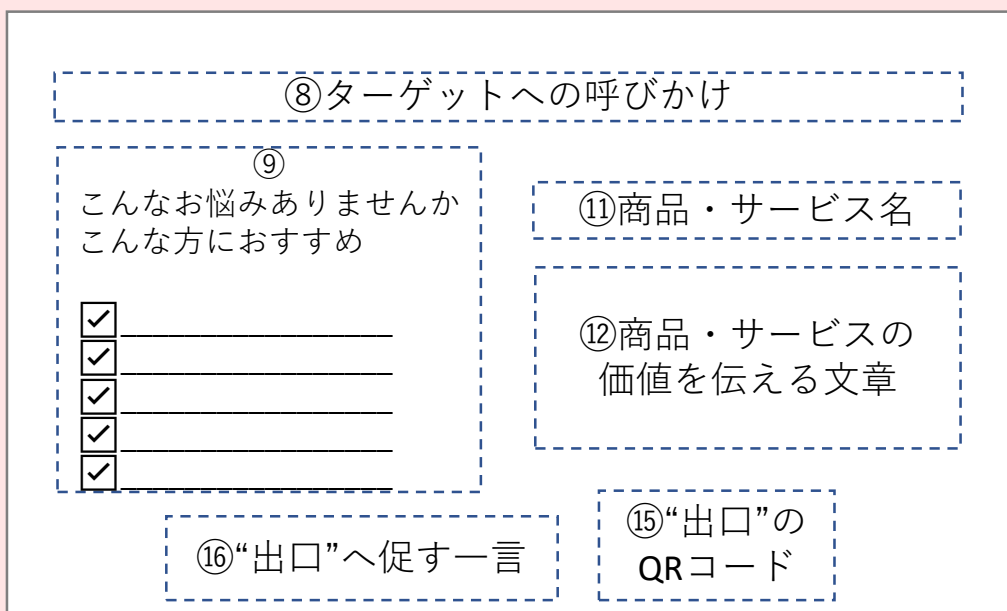 ⑧ターゲットへの呼びかけ
⑨
こんなお悩みありませんか
こんな方におすすめ
⑪商品・サービス名
⑫商品・サービスの
価値を伝える文章
⑯“出口”へ促す一言
⑮“出口”の
QRコード